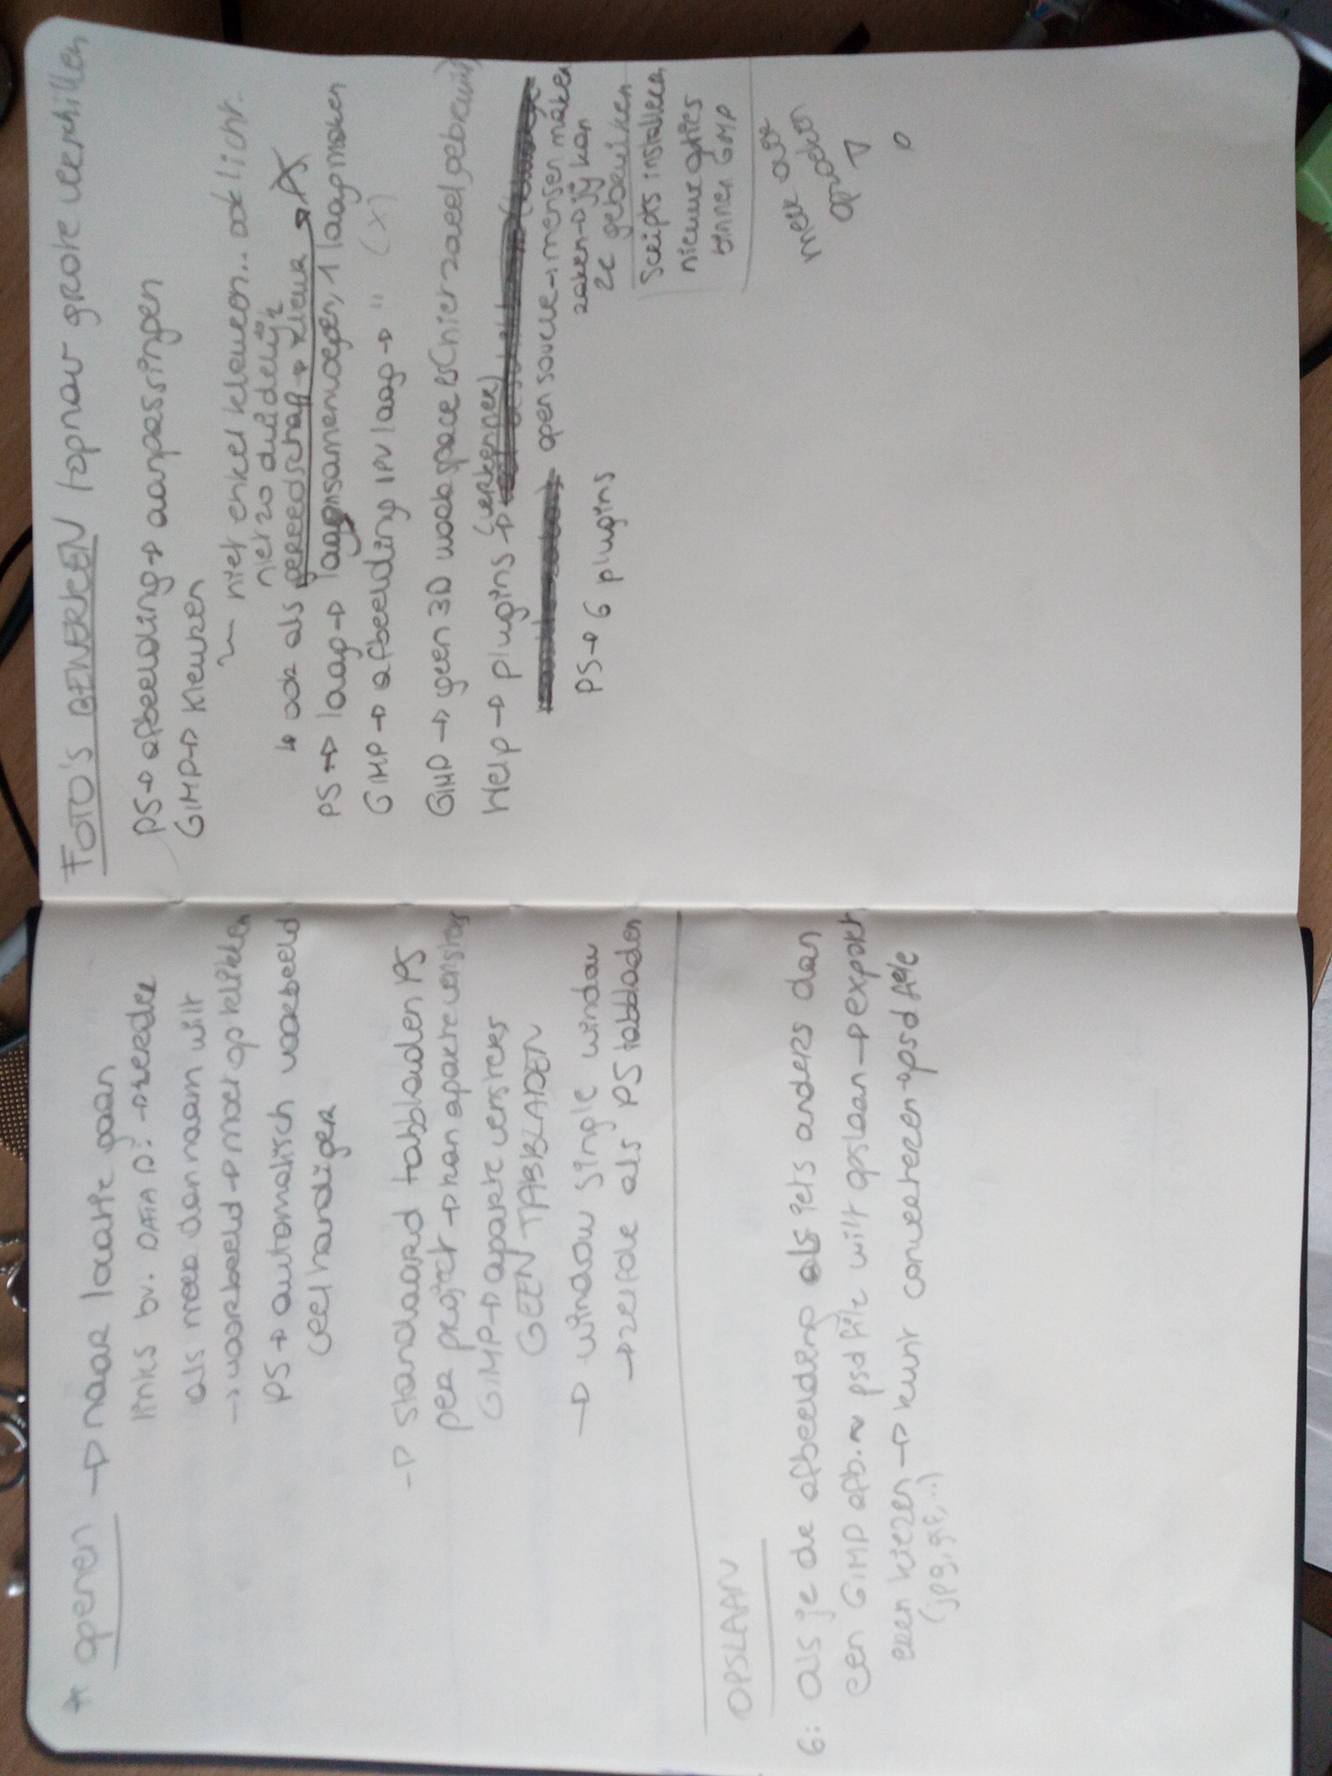 * openen → naar locatie gaan
links bv. DATA D: → verder
als meer dan naam wilt
→ voorbeeld → moet op klikken
PS → automatisch voorbeeld
veel handiger
→ standaard tabbladen PS
per project → kan aparte vensters
GIMP → aparte vensters
GEEN TABBLADEN
→ window single window
→ zelfde als PS tabbladen
OPSLAAN
G: Als je de afbeelding als iets anders dan
een GIMP afb. ~ psd file wilt opslaan → export
eren kiezen → kunt converteren → psd file
(jpg, gif, ..)
FOTO'S BEWERKEN topnav grote verschillen
PS → afbeelding → aanpassingen
GIMP → Kleuren
~ niet enkel kleuren.. ook licht.
niet zo duidelijk
↳ ook als gereedschap → kleur → PS
PS → laag → lagen samenvoegen, 1 laag maken
GIMP → afbeelding IPV laag → " (X)
GIMP → geen 3D workspace PS (niet zoveel gebruikt)
Help → plugins (verkenner) →
open source → mensen maken
zaken → jij kan
ze gebruiken
PS → 6 plugins
Scripts installeren
nieuwe opties
binnen GIMP
meer over
opzoeken